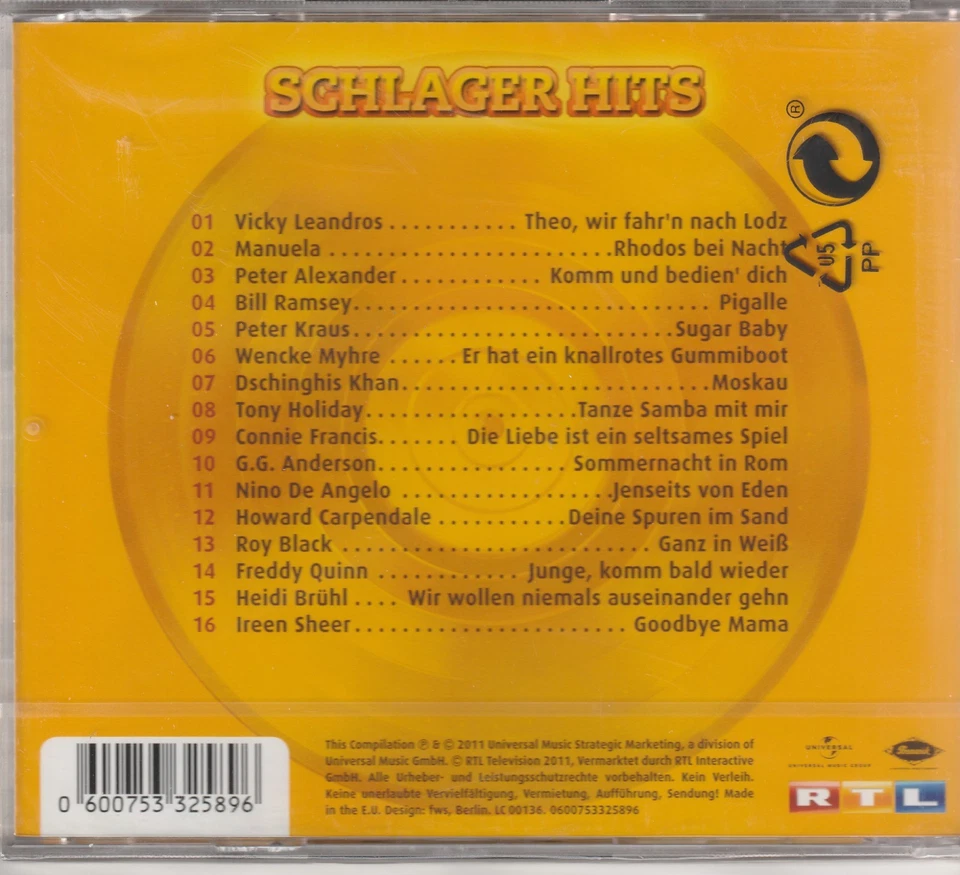 SCHLAGER HITS
®
01 Vicky Leandros . . . . . . . . . . . Theo, wir fahr'n nach Lodz
02 Manuela . . . . . . . . . . . . . . . . . . . . . . . .Rhodos bei Nacht
03 Peter Alexander . . . . . . . . . . . . Komm und bedien' dich
04 Bill Ramsey. . . . . . . . . . . . . . . . . . . . . . . . . . . . . . Pigalle
05 Peter Kraus. . . . . . . . . . . . . . . . . . . . . . . . . . .Sugar Baby
06 Wencke Myhre . . . . . . Er hat ein knallrotes Gummiboot
07 Dschinghis Khan. . . . . . . . . . . . . . . . . . . . . . . . . .Moskau
08 Tony Holiday. . . . . . . . . . . . . . . . . .Tanze Samba mit mir
09 Connie Francis. . . . . . . Die Liebe ist ein seltsames Spiel
10 G.G. Anderson. . . . . . . . . . . . . . . . Sommernacht in Rom
11 Nino De Angelo . . . . . . . . . . . . . . . . . .Jenseits von Eden
12 Howard Carpendale . . . . . . . . . . . Deine Spuren im Sand
13 Roy Black . . . . . . . . . . . . . . . . . . . . . . . . . . Ganz in Weiß
14 Freddy Quinn . . . . . . . . . . . . Junge, komm bald wieder
15 Heidi Brühl . . . . Wir wollen niemals auseinander gehn
16 Ireen Sheer. . . . . . . . . . . . . . . . . . . . . . . Goodbye Mama
05
PP
This Compilation ℗ & © 2011 Universal Music Strategic Marketing, a division of
Universal Music GmbH. © RTL Television 2011, Vermarktet durch RTL Interactive
GmbH. Alle Urheber- und Leistungsschutzrechte vorbehalten. Kein Verleih.
Keine unerlaubte Vervielfältigung, Vermietung, Aufführung, Sendung! Made
in the E.U. Design: fws, Berlin. LC 00136. 0600753325896
0 600753 325896
UNIVERSAL
UNIVERSAL MUSIC GROUP
RTL